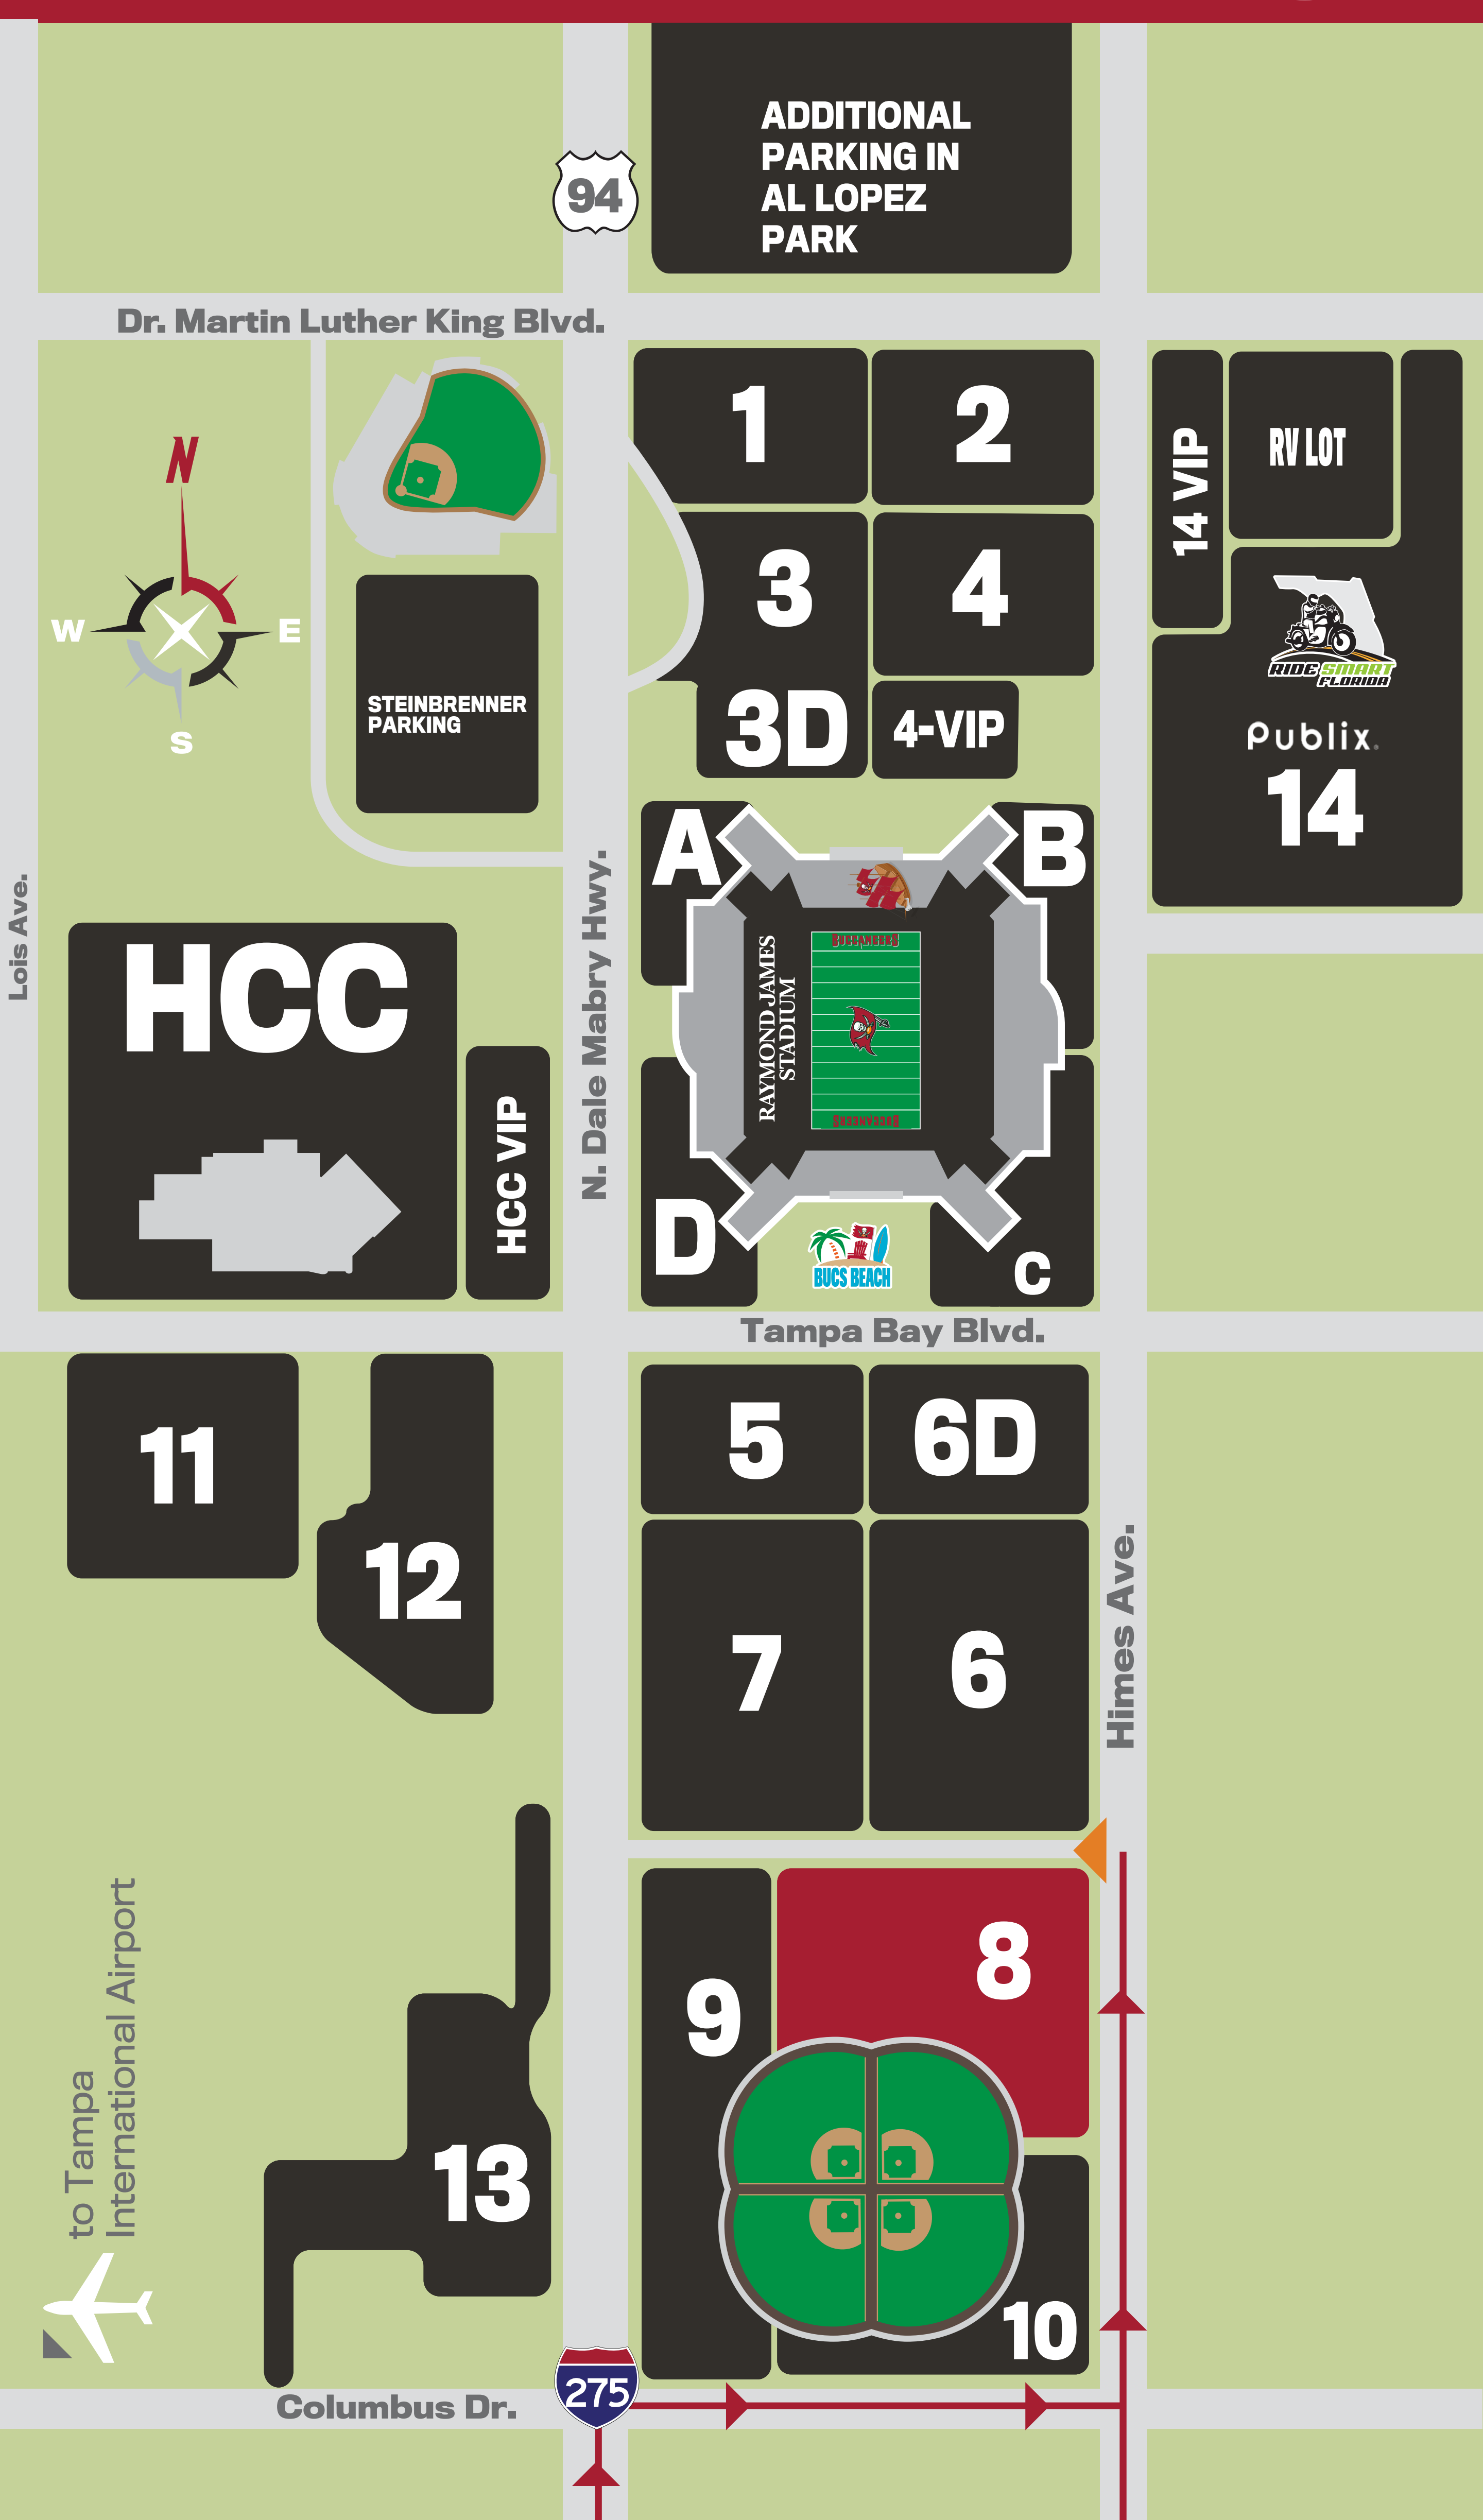 ADDITIONAL
PARKING IN
AL LOPEZ
PARK
94
Dr. Martin Luther King Blvd.
1
2
14 VIP
RV LOT
N
W
E
S
3
4
RIDE SMART
FLORIDA
STEINBRENNER
PARKING
3D
4-VIP
Publix
14
A
B
Lois Ave.
N. Dale Mabry Hwy.
BUCCANEERS
RAYMOND JAMES
STADIUM
BUCCANEERS
HCC
HCC VIP
D
BUCS BEACH
C
Tampa Bay Blvd.
11
12
5
6D
7
6
Himes Ave.
8
9
13
10
to Tampa
International Airport
275
Columbus Dr.